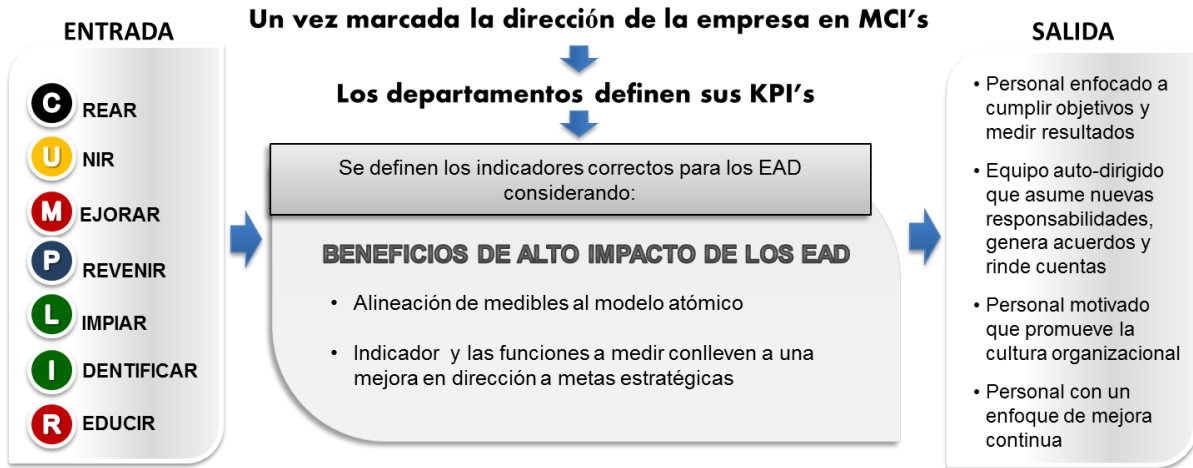 ENTRADA
C REAR
U NIR
M EJORAR
P REVENIR
L IMPIAR
I DENTIFICAR
R EDUCIR
Un vez marcada la dirección de la empresa en MCI's
Los departamentos definen sus KPI's
Se definen los indicadores correctos para los EAD
considerando:
BENEFICIOS DE ALTO IMPACTO DE LOS EAD
• Alineación de medibles al modelo atómico
• Indicador y las funciones a medir conlleven a una
mejora en dirección a metas estratégicas
SALIDA
• Personal enfocado a
cumplir objetivos y
medir resultados
• Equipo auto-dirigido
que asume nuevas
responsabilidades,
genera acuerdos y
rinde cuentas
• Personal motivado
que promueve la
cultura organizacional
• Personal con un
enfoque de mejora
continua